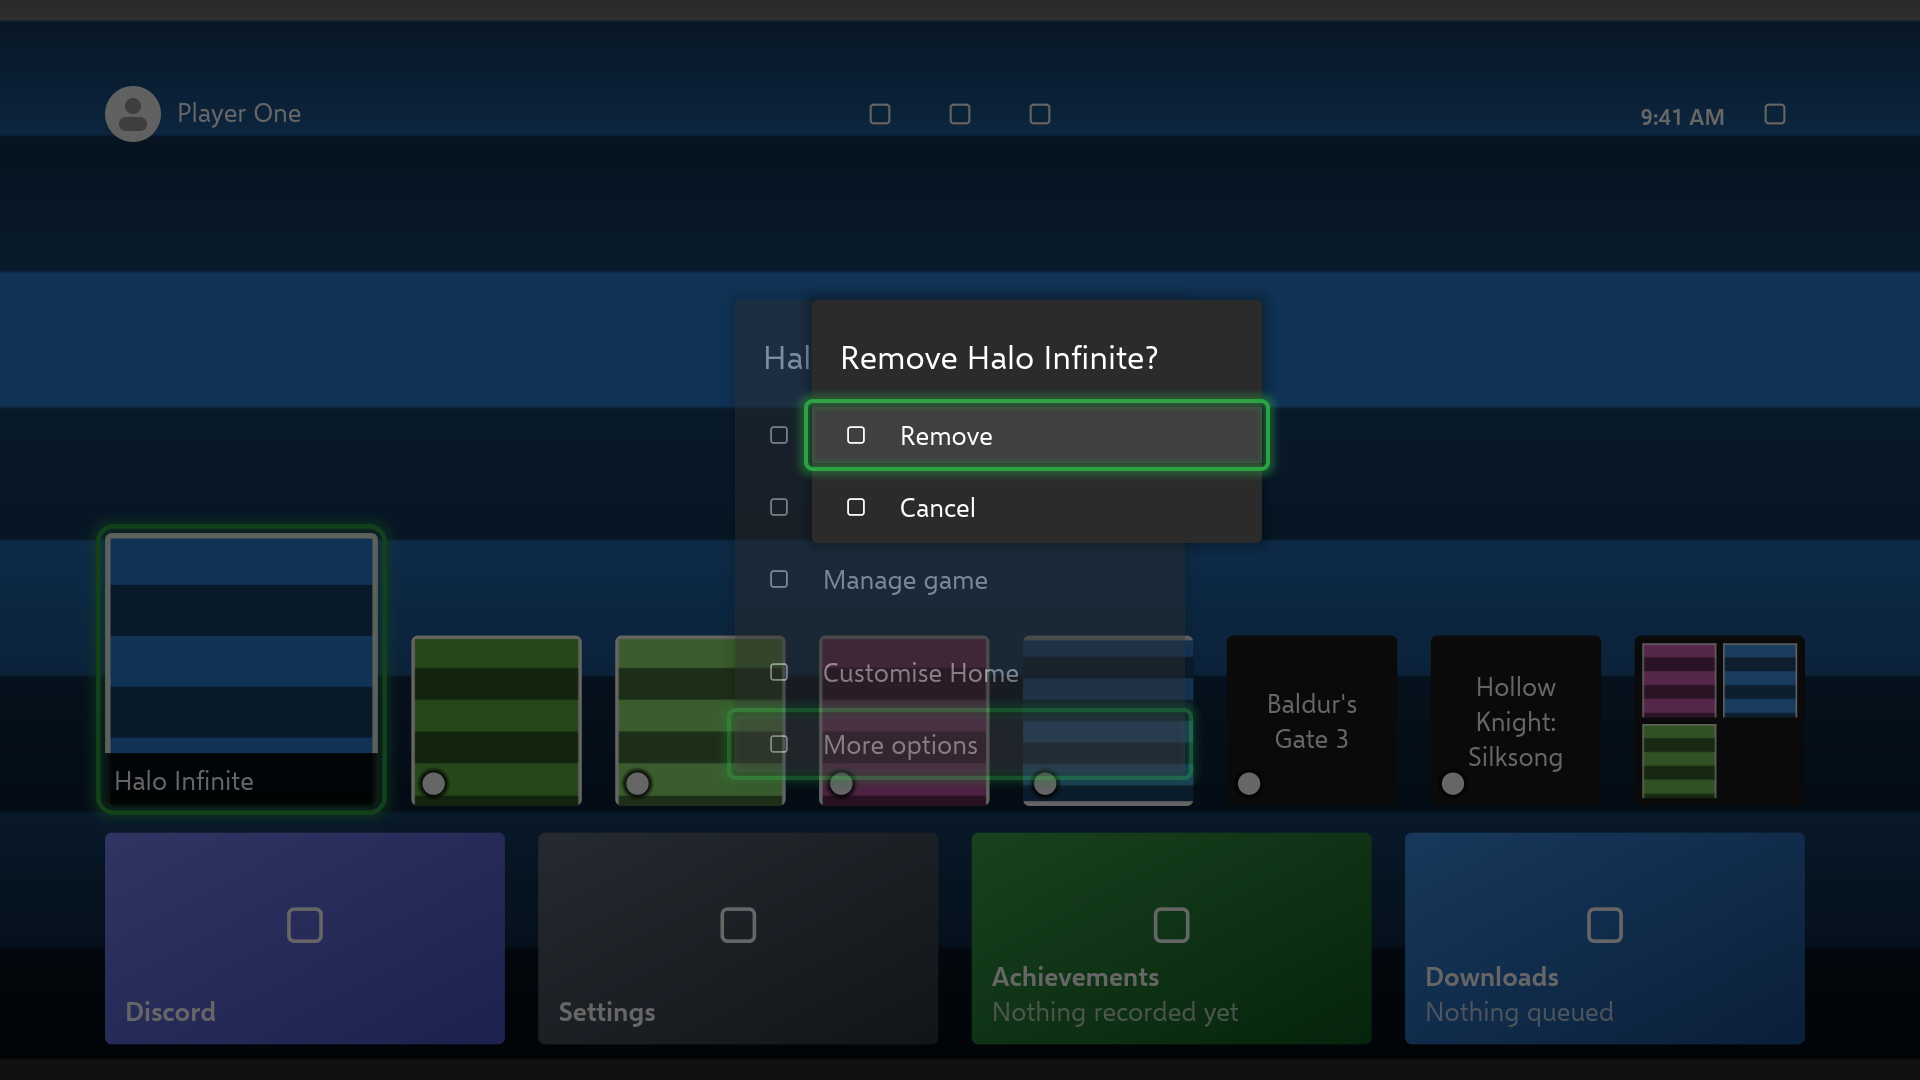 Player One
9:41 AM
Hal
Remove Halo Infinite?
Remove
Cancel
Manage game
Customise Home
More options
Halo Infinite
Baldur's
Gate 3
Hollow
Knight:
Silksong
Discord
Settings
Achievements
Nothing recorded yet
Downloads
Nothing queued